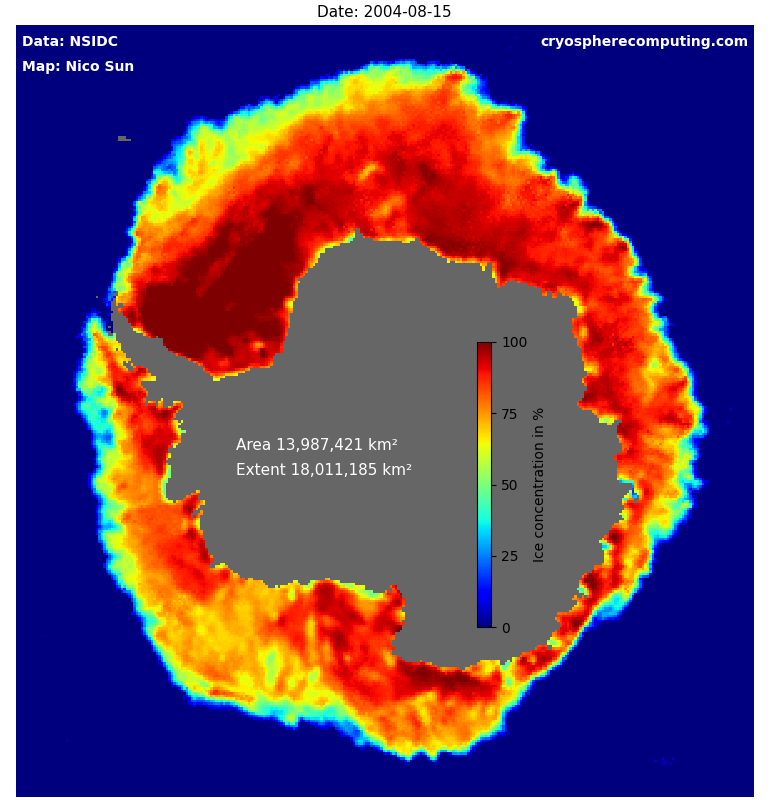 Date: 2004-08-15
Data: NSIDC
cryospherecomputing.com
Map: Nico Sun
100
75
50
25
0
Ice concentration in %
Area 13,987,421 km²
Extent 18,011,185 km²